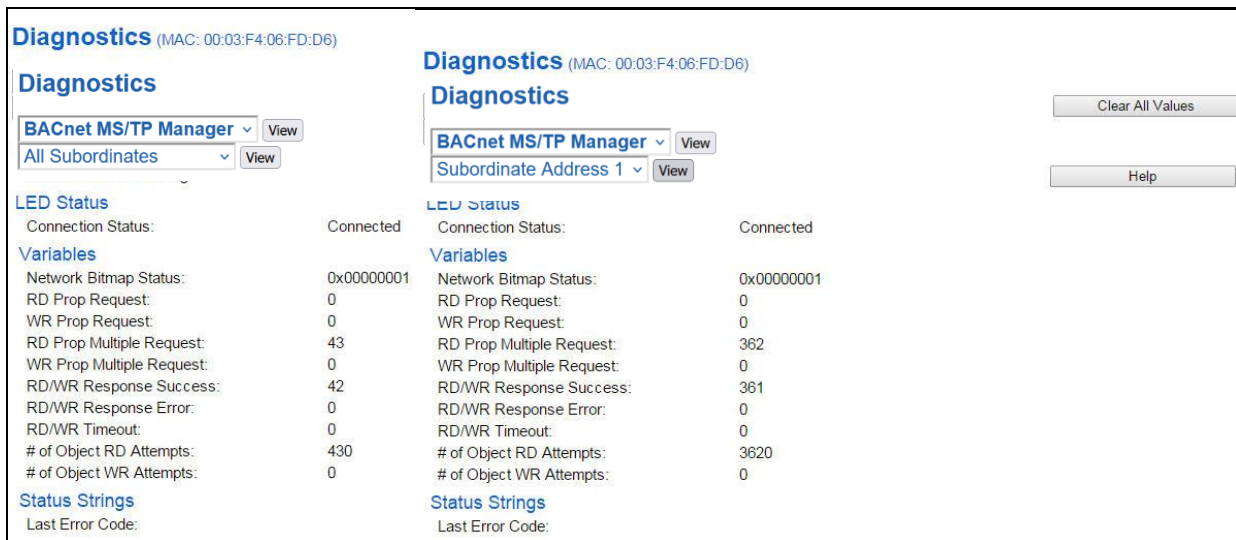 Diagnostics (MAC: 00:03:F4:06:FD:D6)
Diagnostics
BACnet MS/TP Manager View
All Subordinates View
LED Status
Connection Status: Connected
Variables
Network Bitmap Status: 0x00000001
RD Prop Request: 0
WR Prop Request: 0
RD Prop Multiple Request: 43
WR Prop Multiple Request: 0
RD/WR Response Success: 42
RD/WR Response Error: 0
RD/WR Timeout: 0
# of Object RD Attempts: 430
# of Object WR Attempts: 0
Status Strings
Last Error Code:
Diagnostics (MAC: 00:03:F4:06:FD:D6)
Diagnostics
BACnet MS/TP Manager View
Subordinate Address 1 View
LED Status
Connection Status: Connected
Variables
Network Bitmap Status: 0x00000001
RD Prop Request: 0
WR Prop Request: 0
RD Prop Multiple Request: 362
WR Prop Multiple Request: 0
RD/WR Response Success: 361
RD/WR Response Error: 0
RD/WR Timeout: 0
# of Object RD Attempts: 3620
# of Object WR Attempts: 0
Status Strings
Last Error Code:
Clear All Values
Help